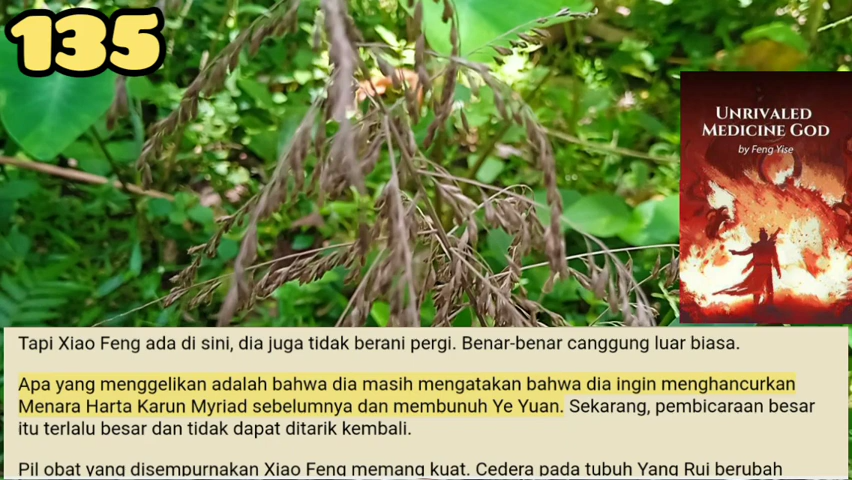 135
UNRIVALED
MEDICINE GOD
by Feng Yise
Tapi Xiao Feng ada di sini, dia juga tidak berani pergi. Benar-benar canggung luar biasa.
Apa yang menggelikan adalah bahwa dia masih mengatakan bahwa dia ingin menghancurkan
Menara Harta Karun Myriad sebelumnya dan membunuh Ye Yuan. Sekarang, pembicaraan besar
itu terlalu besar dan tidak dapat ditarik kembali.
Pil obat yang disempurnakan Xiao Feng memang kuat. Cedera pada tubuh Yang Rui berubah